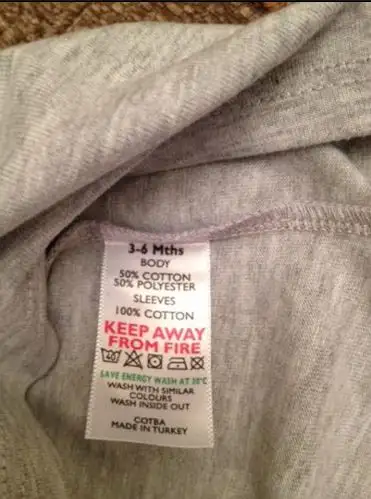 3-6 Mths
BODY
50% COTTON
50% POLYESTER
SLEEVES
100% COTTON
KEEP AWAY
FROM FIRE
SAVE ENERGY WASH AT 30°C
WASH WITH SIMILAR
COLOURS
WASH INSIDE OUT
COTBA
MADE IN TURKEY